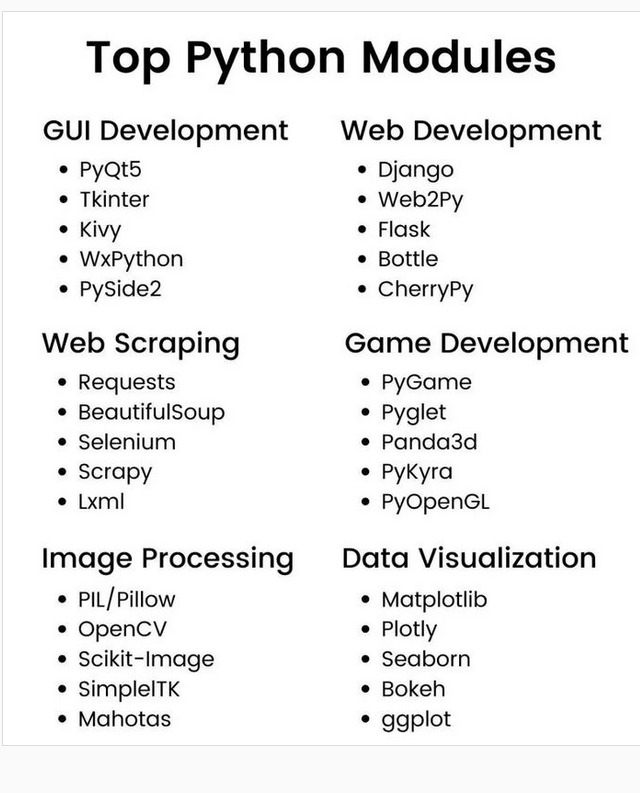 Top Python Modules
GUI Development
• PyQt5
• Tkinter
• Kivy
• WxPython
• PySide2
Web Development
• Django
• Web2Py
• Flask
• Bottle
• CherryPy
Web Scraping
• Requests
• BeautifulSoup
• Selenium
• Scrapy
• Lxml
Game Development
• PyGame
• Pyglet
• Panda3d
• PyKyra
• PyOpenGL
Image Processing
• PIL/Pillow
• OpenCV
• Scikit-Image
• SimpleITK
• Mahotas
Data Visualization
• Matplotlib
• Plotly
• Seaborn
• Bokeh
• ggplot